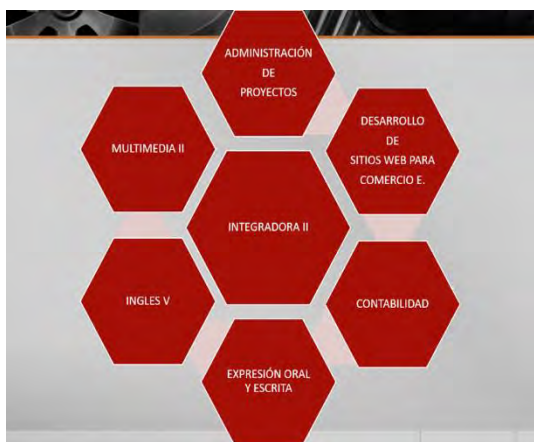 ADMINISTRACIÓN
DE
PROYECTOS
DESARROLLO
DE
SITIOS WEB PARA
COMERCIO E.
MULTIMEDIA II
INTEGRADORA II
INGLES V
CONTABILIDAD
EXPRESIÓN ORAL
Y ESCRITA